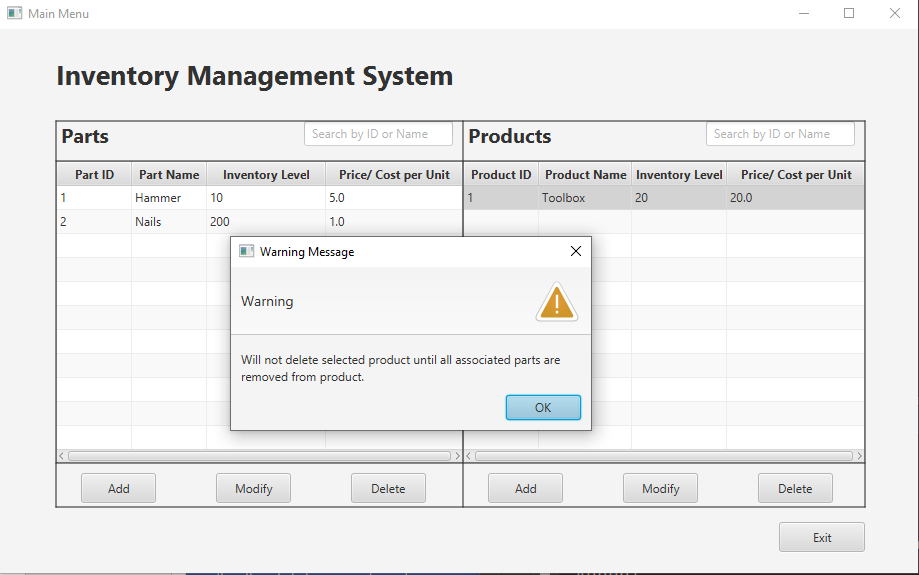 Main Menu
Inventory Management System
Parts
Search by ID or Name
Products
Search by ID or Name
Part ID Part Name Inventory Level Price/ Cost per Unit
Product ID Product Name Inventory Level Price/ Cost per Unit
1 Hammer 10 5.0
1 Toolbox 20 20.0
2 Nails 200 1.0
Warning Message
Warning
Will not delete selected product until all associated parts are
removed from product.
OK
Add Modify Delete
Add Modify Delete
Exit